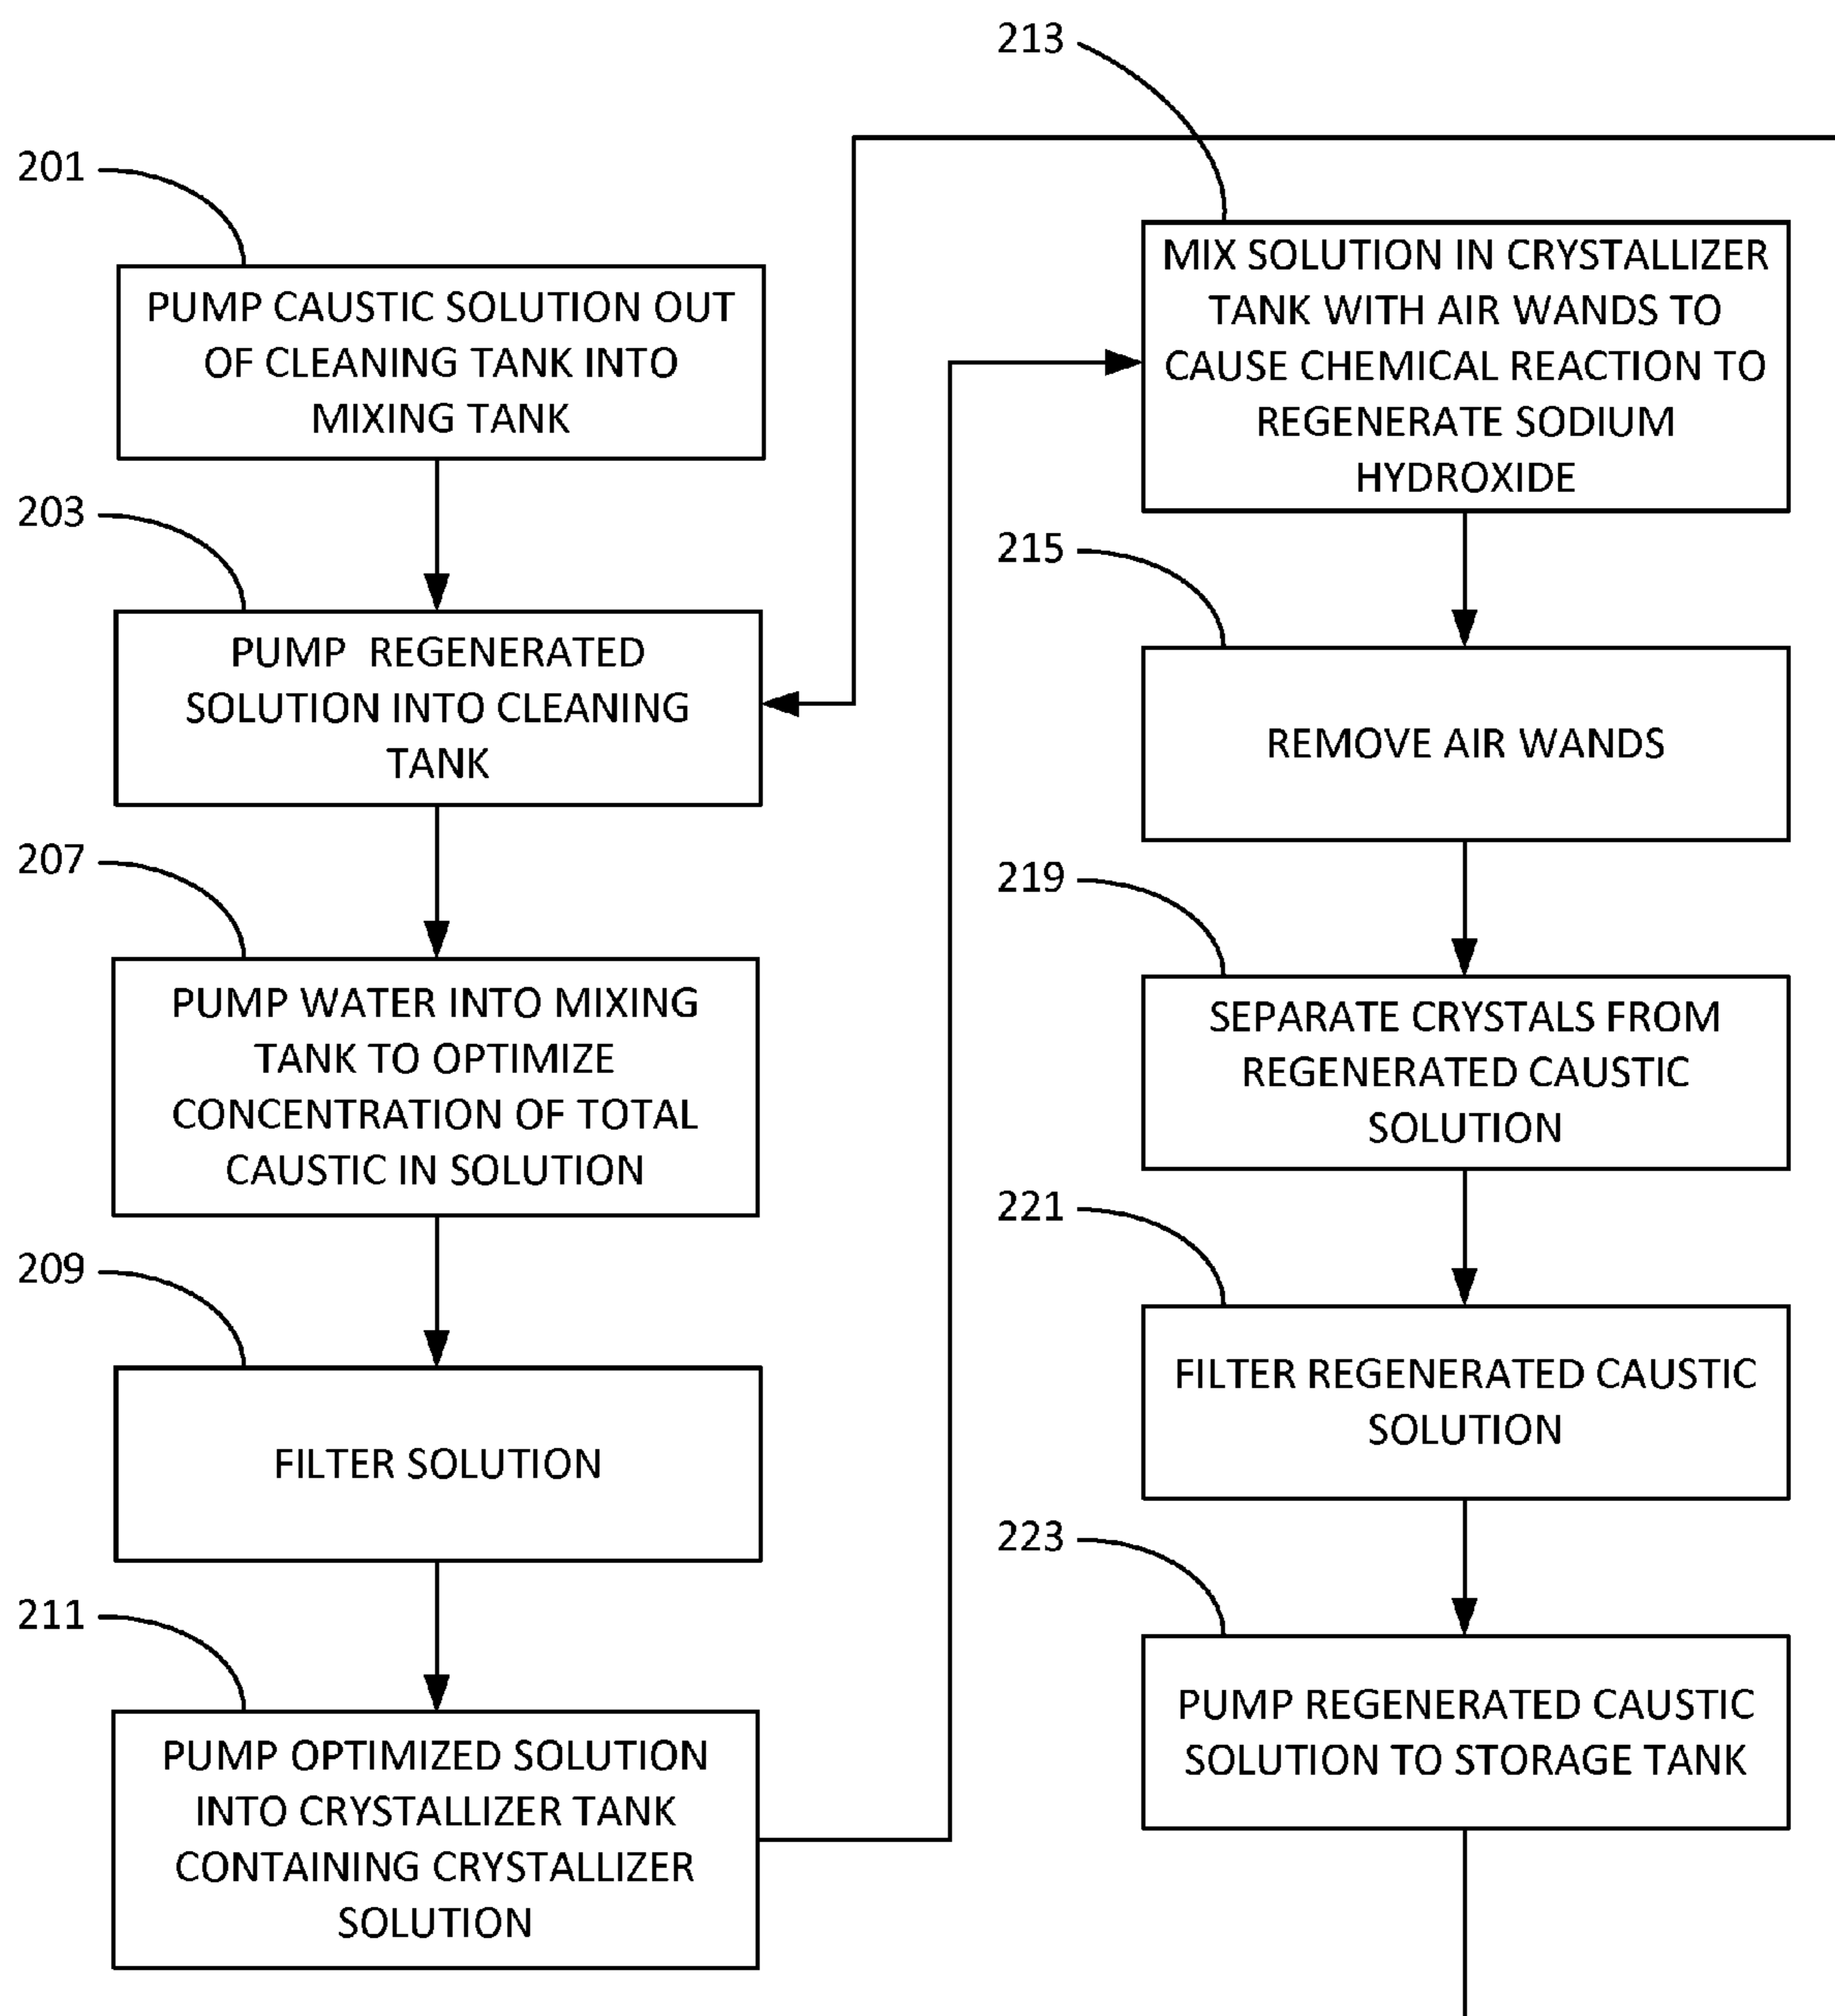 201
PUMP CAUSTIC SOLUTION OUT
OF CLEANING TANK INTO
MIXING TANK
203
PUMP REGENERATED
SOLUTION INTO CLEANING
TANK
207
PUMP WATER INTO MIXING
TANK TO OPTIMIZE
CONCENTRATION OF TOTAL
CAUSTIC IN SOLUTION
209
FILTER SOLUTION
211
PUMP OPTIMIZED SOLUTION
INTO CRYSTALLIZER TANK
CONTAINING CRYSTALLIZER
SOLUTION
213
MIX SOLUTION IN CRYSTALLIZER
TANK WITH AIR WANDS TO
CAUSE CHEMICAL REACTION TO
REGENERATE SODIUM
HYDROXIDE
215
REMOVE AIR WANDS
219
SEPARATE CRYSTALS FROM
REGENERATED CAUSTIC
SOLUTION
221
FILTER REGENERATED CAUSTIC
SOLUTION
223
PUMP REGENERATED CAUSTIC
SOLUTION TO STORAGE TANK